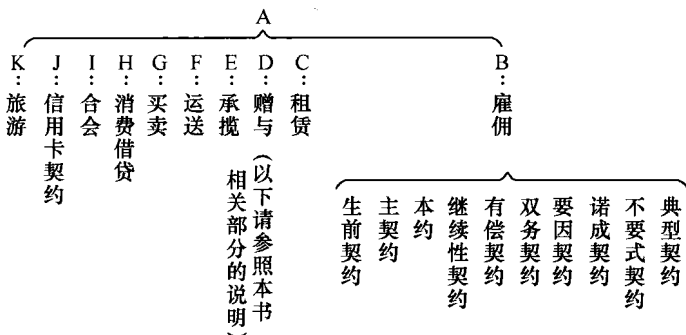 A
B：雇佣
典型契约
不要式契约
诺成契约
要因契约
双务契约
有偿契约
继续性契约
本约
主契约
生前契约
C：租赁
D：赠与（以下请参照本书
相关部分的说明）
E：承揽
F：运送
G：买卖
H：消费借贷
I：合会
J：信用卡契约
K：旅游